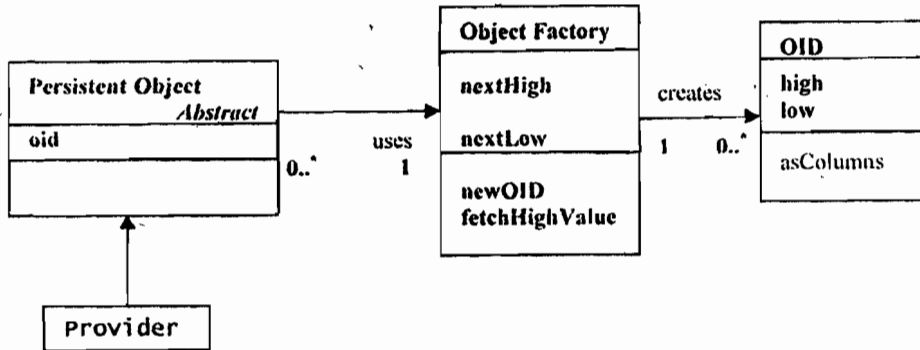 Persistent Object
Abstract
oid
0..*
uses
1
Object Factory
nextHigh
nextLow
newOID
fetchHighValue
creates
1
0..*
OID
high
low
asColumns
Provider